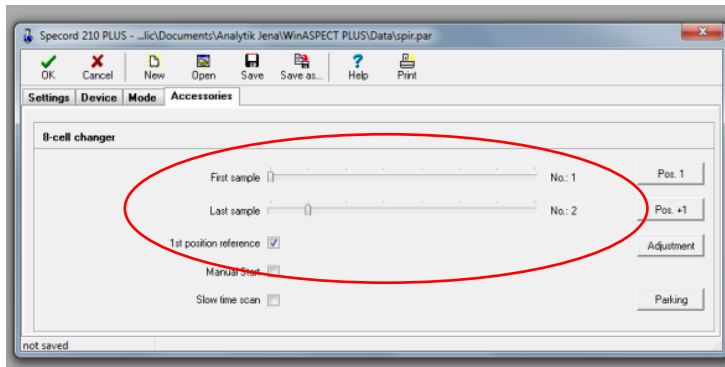 Specord 210 PLUS - ...lic\Documents\Analytik Jena\WinASPECT PLUS\Data\spir.par
OK Cancel New Open Save Save as... Help Print
Settings Device Mode Accessories
8-cell changer
First sample No.: 1 Pos. 1
Last sample No.: 2 Pos. +1
1st position reference Adjustment
Manual Start
Slow time scan Parking
not saved